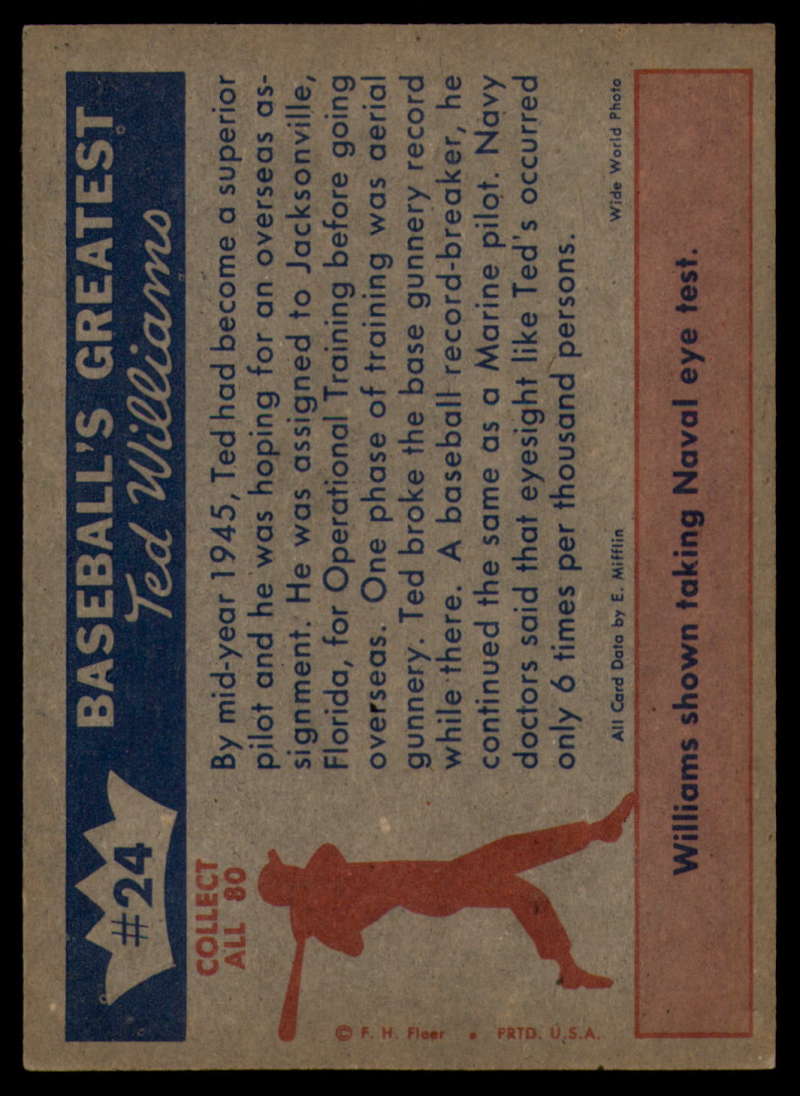 #24
BASEBALL'S GREATEST
Ted Williams
COLLECT
ALL 80
By mid-year 1945, Ted had become a superior
pilot and he was hoping for an overseas as-
signment. He was assigned to Jacksonville,
Florida, for Operational Training before going
overseas. One phase of training was aerial
gunnery. Ted broke the base gunnery record
while there. A baseball record-breaker, he
continued the same as a Marine pilot. Navy
doctors said that eyesight like Ted's occurred
only 6 times per thousand persons.
© F. H. Fleer • PRTD. U.S.A.
All Card Data by E. Mifflin
Wide World Photo
Williams shown taking Naval eye test.